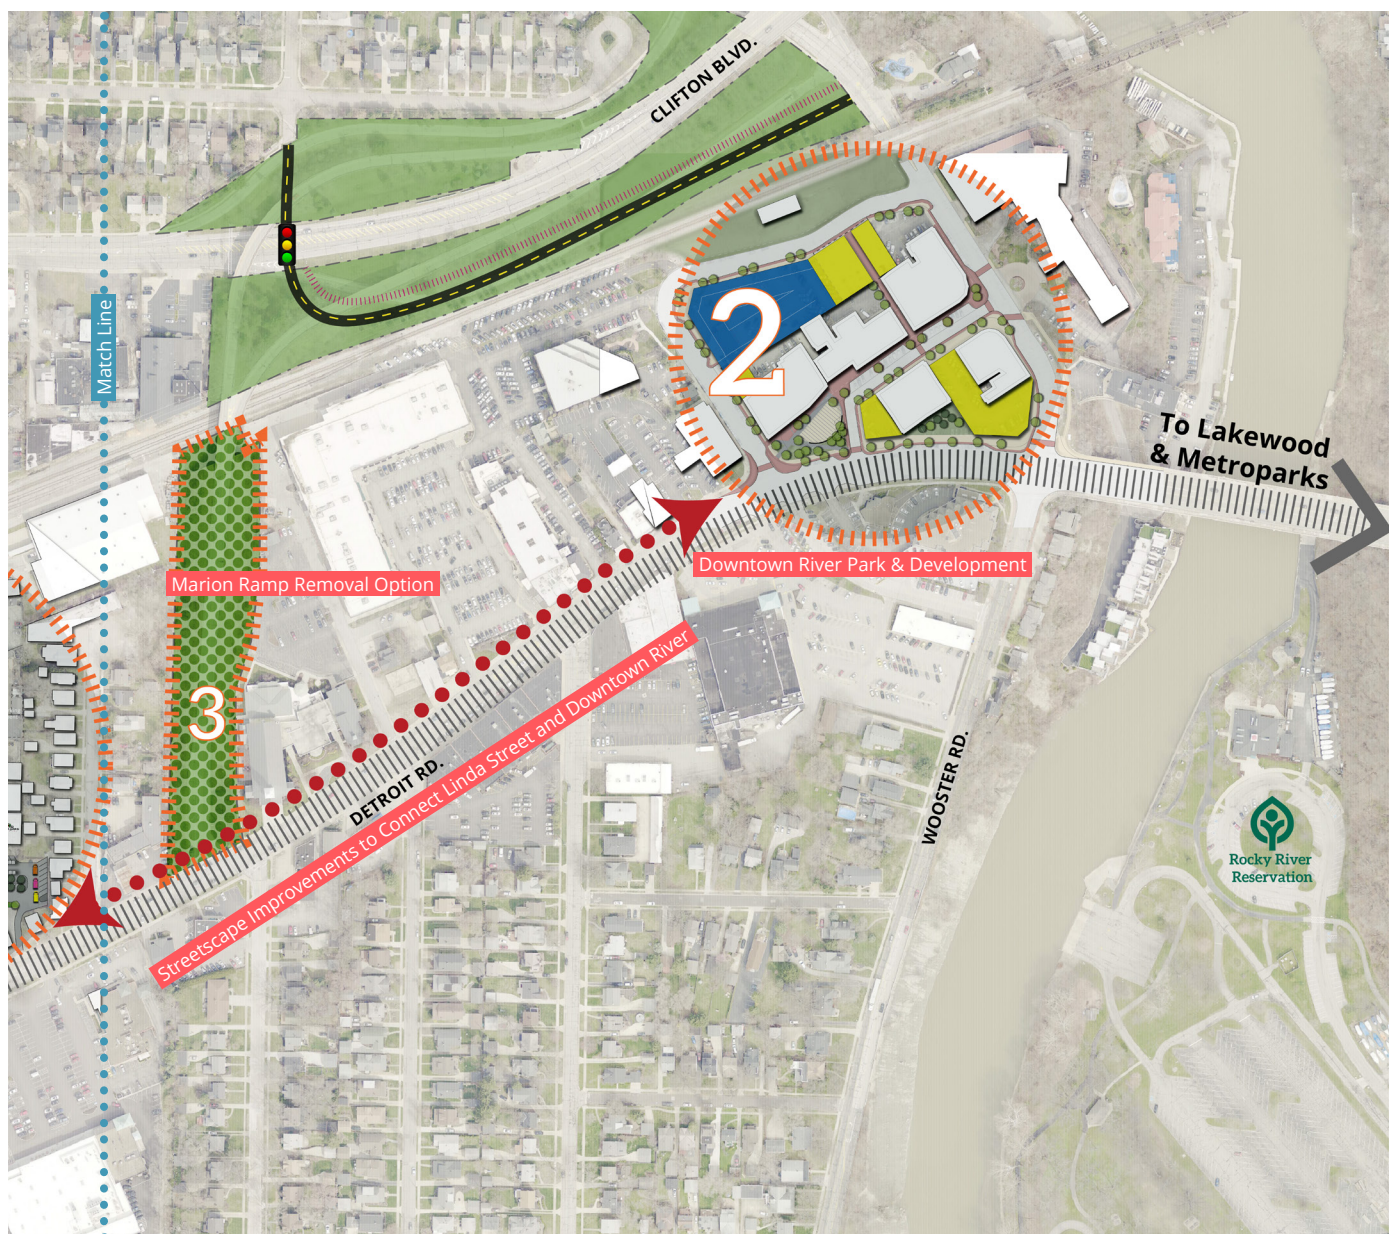 CLIFTON BLVD.
Match Line
2
To Lakewood
& Metroparks
Downtown River Park & Development
Marion Ramp Removal Option
3
Streetscape Improvements to Connect Linda Street and Downtown River
DETROIT RD.
WOOSTER RD.
Rocky River
Reservation